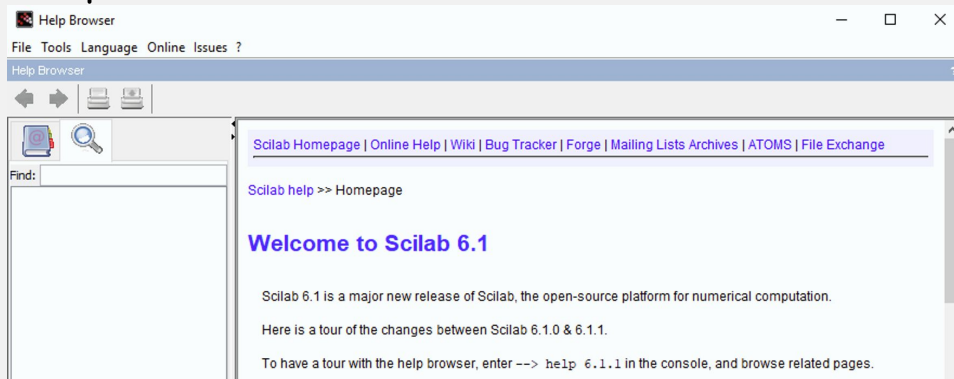 Help Browser
File Tools Language Online Issues ?
Help Browser
Scilab Homepage | Online Help | Wiki | Bug Tracker | Forge | Mailing Lists Archives | ATOMS | File Exchange
Find:
Scilab help >> Homepage
Welcome to Scilab 6.1
Scilab 6.1 is a major new release of Scilab, the open-source platform for numerical computation.
Here is a tour of the changes between Scilab 6.1.0 & 6.1.1.
To have a tour with the help browser, enter --> help 6.1.1 in the console, and browse related pages.